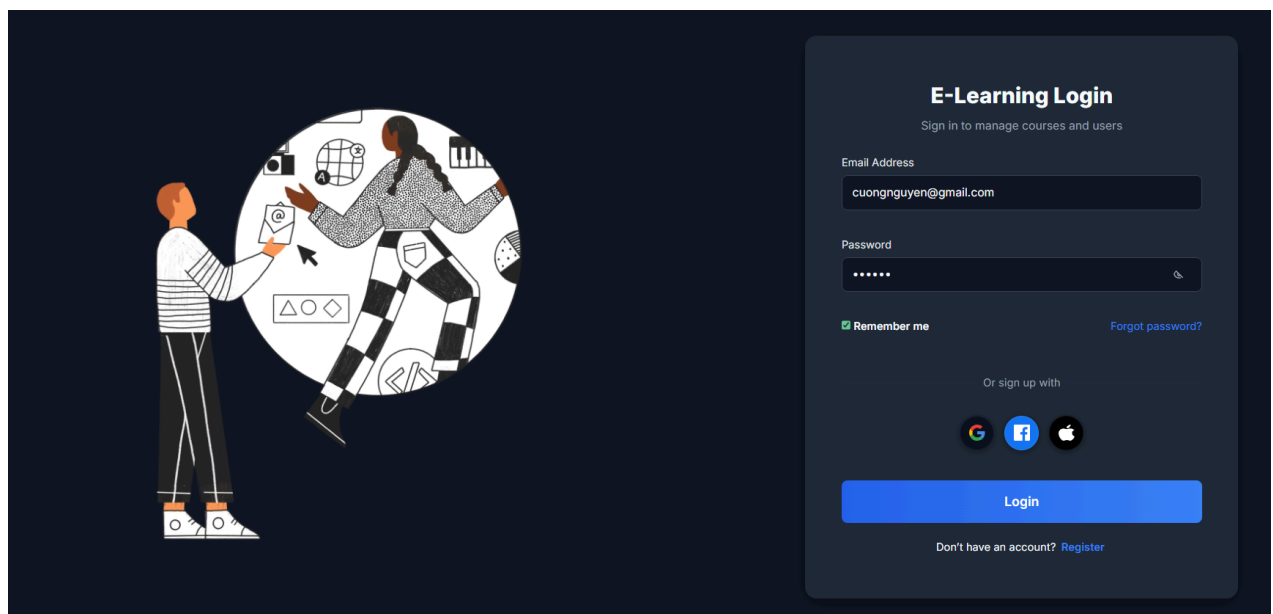 E-Learning Login
Sign in to manage courses and users
Email Address
cuongnguyen@gmail.com
Password
••••••
Remember me
Forgot password?
Or sign up with
Login
Don't have an account? Register
@
A
</>